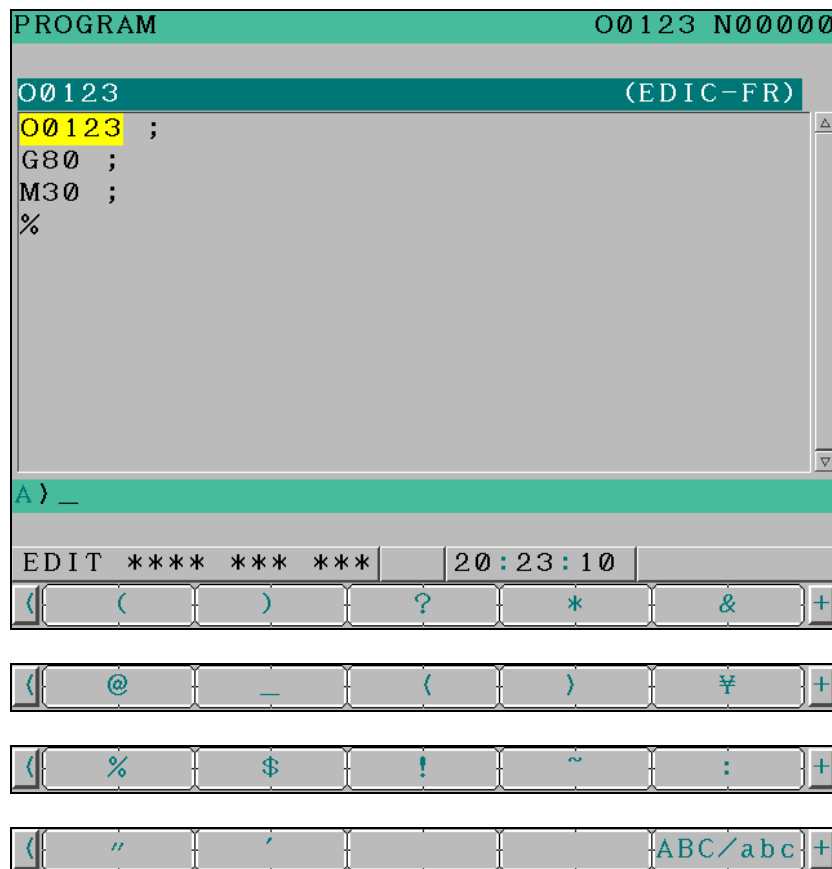 PROGRAM O0123 N00000
O0123 (EDIC-FR)
O0123 ;
G80 ;
M30 ;
%
A)_
EDIT **** *** *** 20:23:10
( ( ) ? * & +
( @ _ ( ) ¥ +
( % $ ! ~ : +
( " ' ABC/abc +